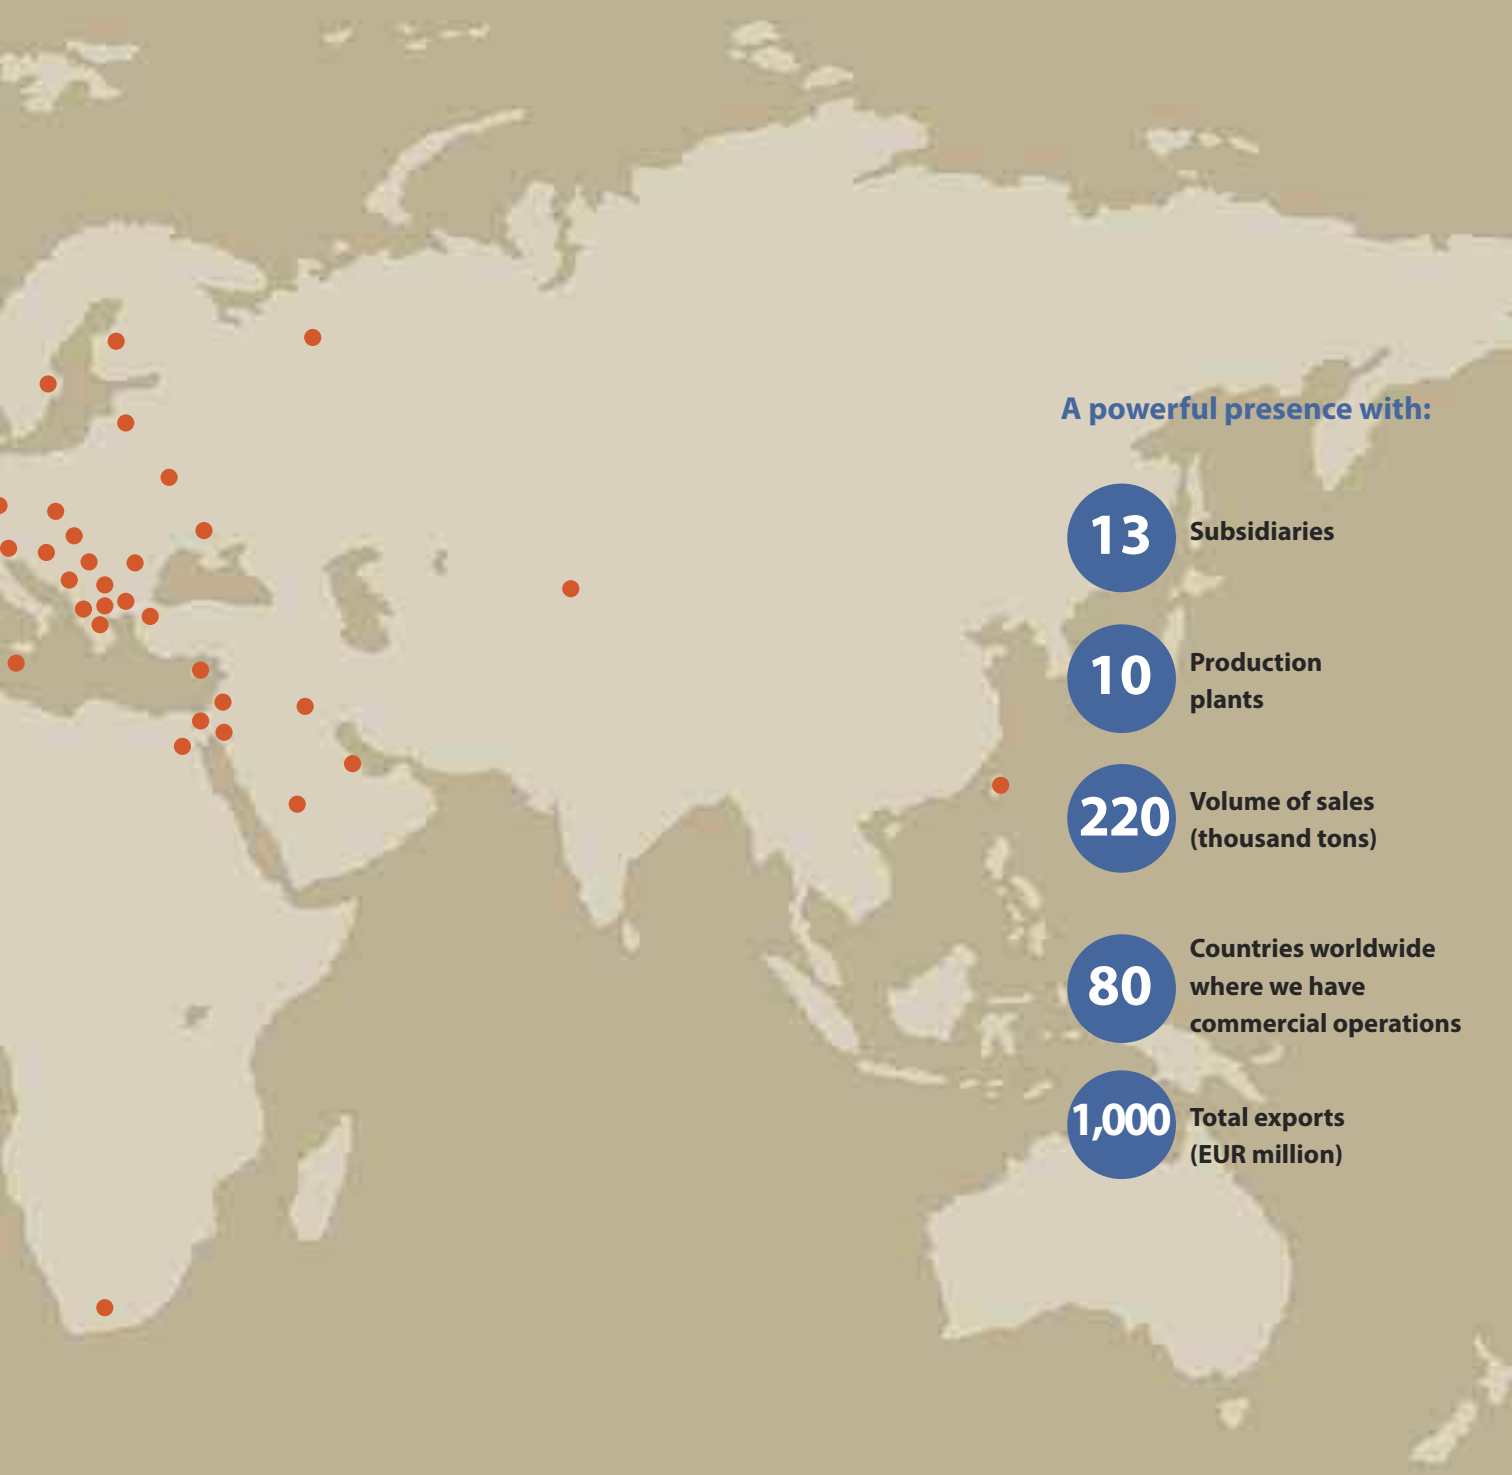 A powerful presence with:
13
Subsidiaries
10
Production
plants
220
Volume of sales
(thousand tons)
80
Countries worldwide
where we have
commercial operations
1,000
Total exports
(EUR million)